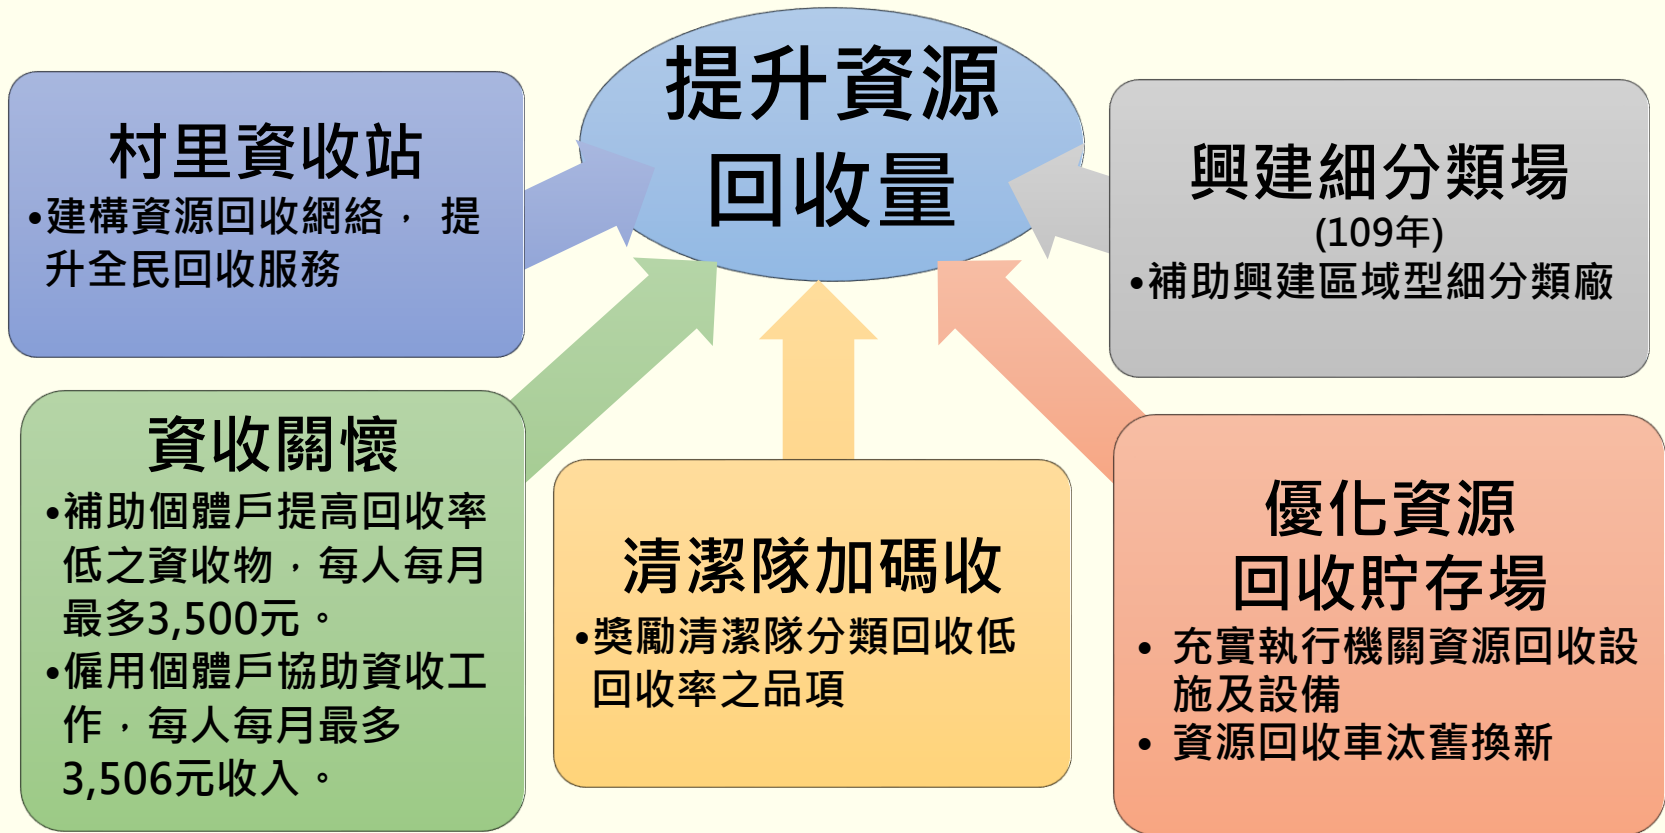 提升資源
回收量
村里資收站
•建構資源回收網絡， 提
升全民回收服務
興建細分類場
(109年)
•補助興建區域型細分類廠
資收關懷
•補助個體戶提高回收率
低之資收物，每人每月
最多3,500元。
•僱用個體戶協助資收工
作，每人每月最多
3,506元收入。
清潔隊加碼收
•獎勵清潔隊分類回收低
回收率之品項
優化資源
回收貯存場
• 充實執行機關資源回收設
施及設備
• 資源回收車汰舊換新